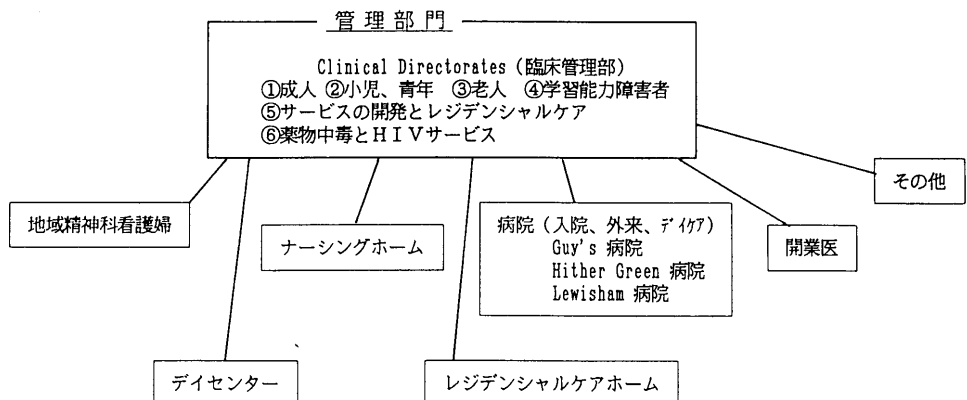 管理部門
Clinical Directorates(臨床管理部)
①成人 ②小児、青年 ③老人 ④学習能力障害者
⑤サービスの開発とレジデンシャルケア
⑥薬物中毒とHIVサービス
その他
地域精神科看護婦
ナーシングホーム
病院(入院、外来、デイケア)
Guy's 病院
Hither Green 病院
Lewisham 病院
開業医
デイセンター
レジデンシャルケアホーム